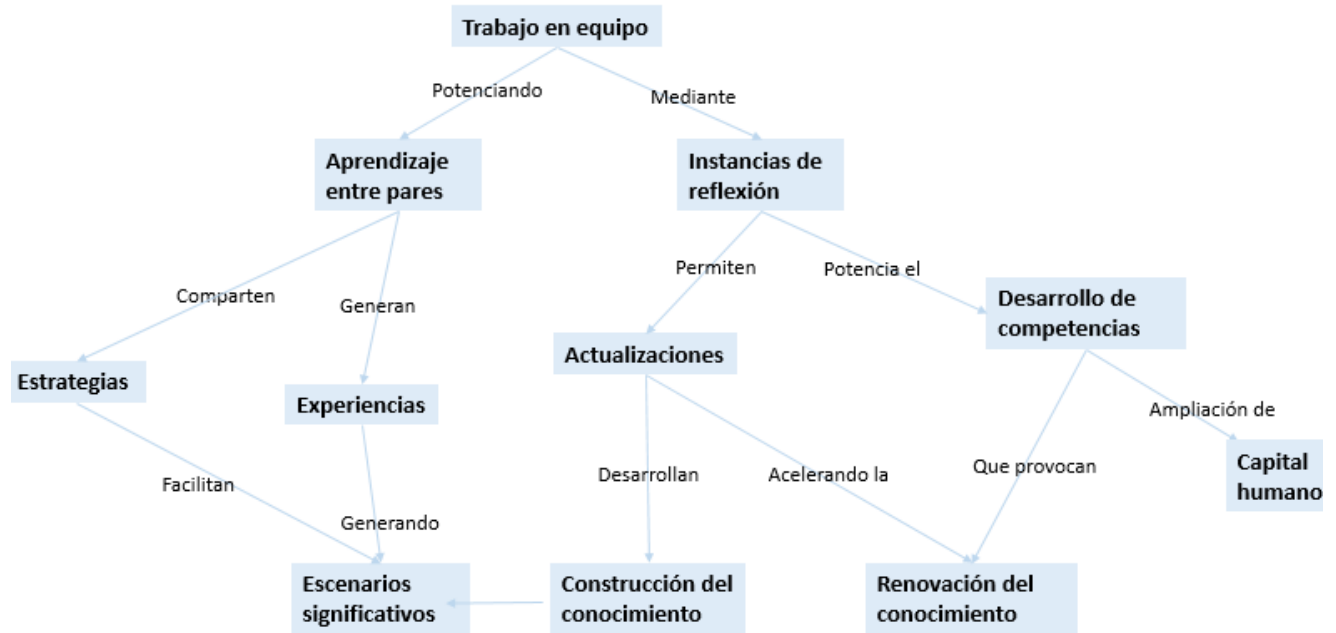 Trabajo en equipo
Potenciando
Mediante
Aprendizaje
entre pares
Instancias de
reflexión
Comparten
Generan
Permiten
Potencia el
Desarrollo de
competencias
Estrategias
Experiencias
Actualizaciones
Ampliación de
Capital
humano
Facilitan
Generando
Desarrollan
Acelerando la
Que provocan
Escenarios
significativos
Construcción del
conocimiento
Renovación del
conocimiento